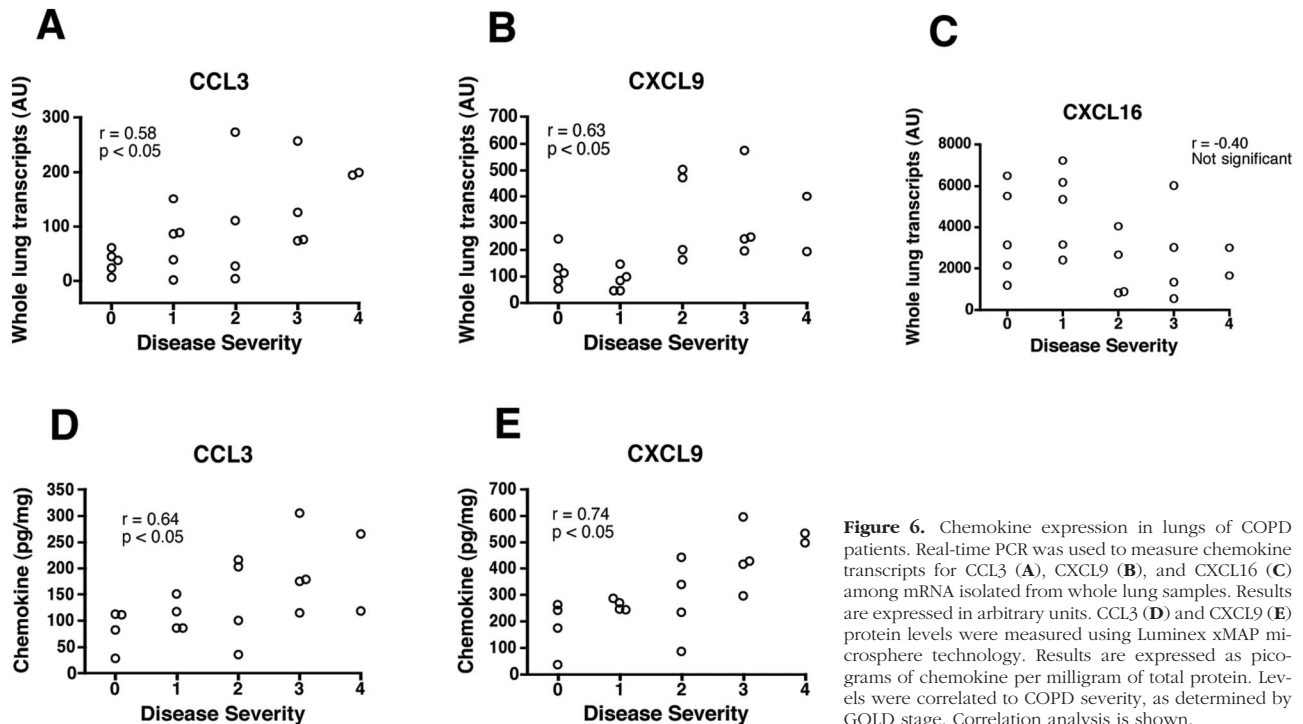 A
CCL3
Whole lung transcripts (AU)
300
200
100
0
r = 0.58
p < 0.05
0 1 2 3 4
Disease Severity
B
CXCL9
Whole lung transcripts (AU)
700
600
500
400
300
200
100
0
r = 0.63
p < 0.05
0 1 2 3 4
Disease Severity
C
CXCL16
Whole lung transcripts (AU)
8000
6000
4000
2000
0
r = -0.40
Not significant
0 1 2 3 4
Disease Severity
D
CCL3
Chemokine (pg/mg)
350
300
250
200
150
100
50
0
r = 0.64
p < 0.05
0 1 2 3 4
Disease Severity
E
CXCL9
Chemokine (pg/mg)
700
600
500
400
300
200
100
0
r = 0.74
p < 0.05
0 1 2 3 4
Disease Severity
Figure 6. Chemokine expression in lungs of COPD
patients. Real-time PCR was used to measure chemokine
transcripts for CCL3 (A), CXCL9 (B), and CXCL16 (C)
among mRNA isolated from whole lung samples. Results
are expressed in arbitrary units. CCL3 (D) and CXCL9 (E)
protein levels were measured using Luminex xMAP mi-
crosphere technology. Results are expressed as pico-
grams of chemokine per milligram of total protein. Lev-
els were correlated to COPD severity, as determined by
GOLD stage. Correlation analysis is shown.